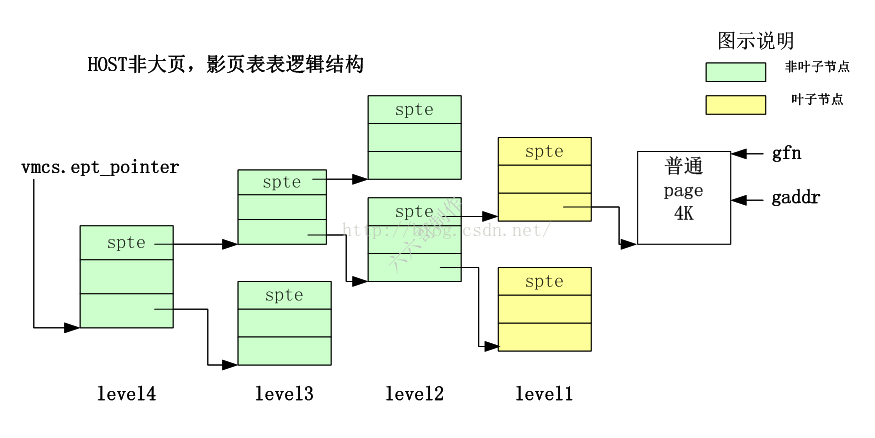 HOST非大页，影页表表逻辑结构
图示说明
非叶子节点
叶子节点
vmcs.ept_pointer
spte
spte
spte
spte
spte
spte
spte
普通
page
4K
gfn
gaddr
http://blog.csdn.net/
level4
level3
level2
level1